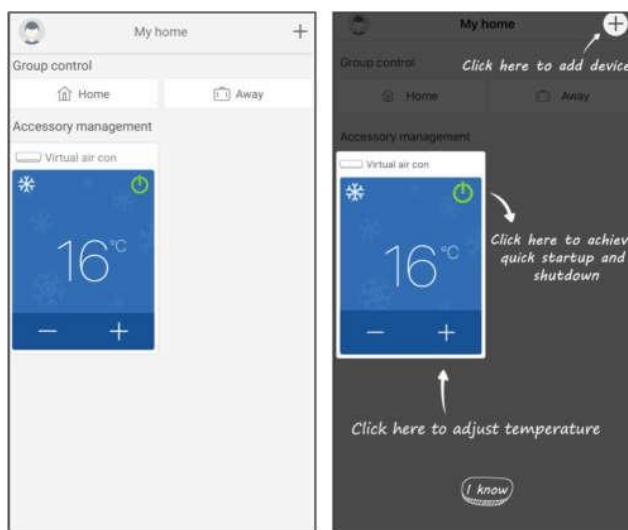 My home
+
Group control
Home
Away
Accessory management
Virtual air con
16°C
− +
My home
+
Click here to add device
Group control
Home
Away
Accessory management
Virtual air con
16°C
− +
Click here to achiev
quick startup and
shutdown
Click here to adjust temperature
I know